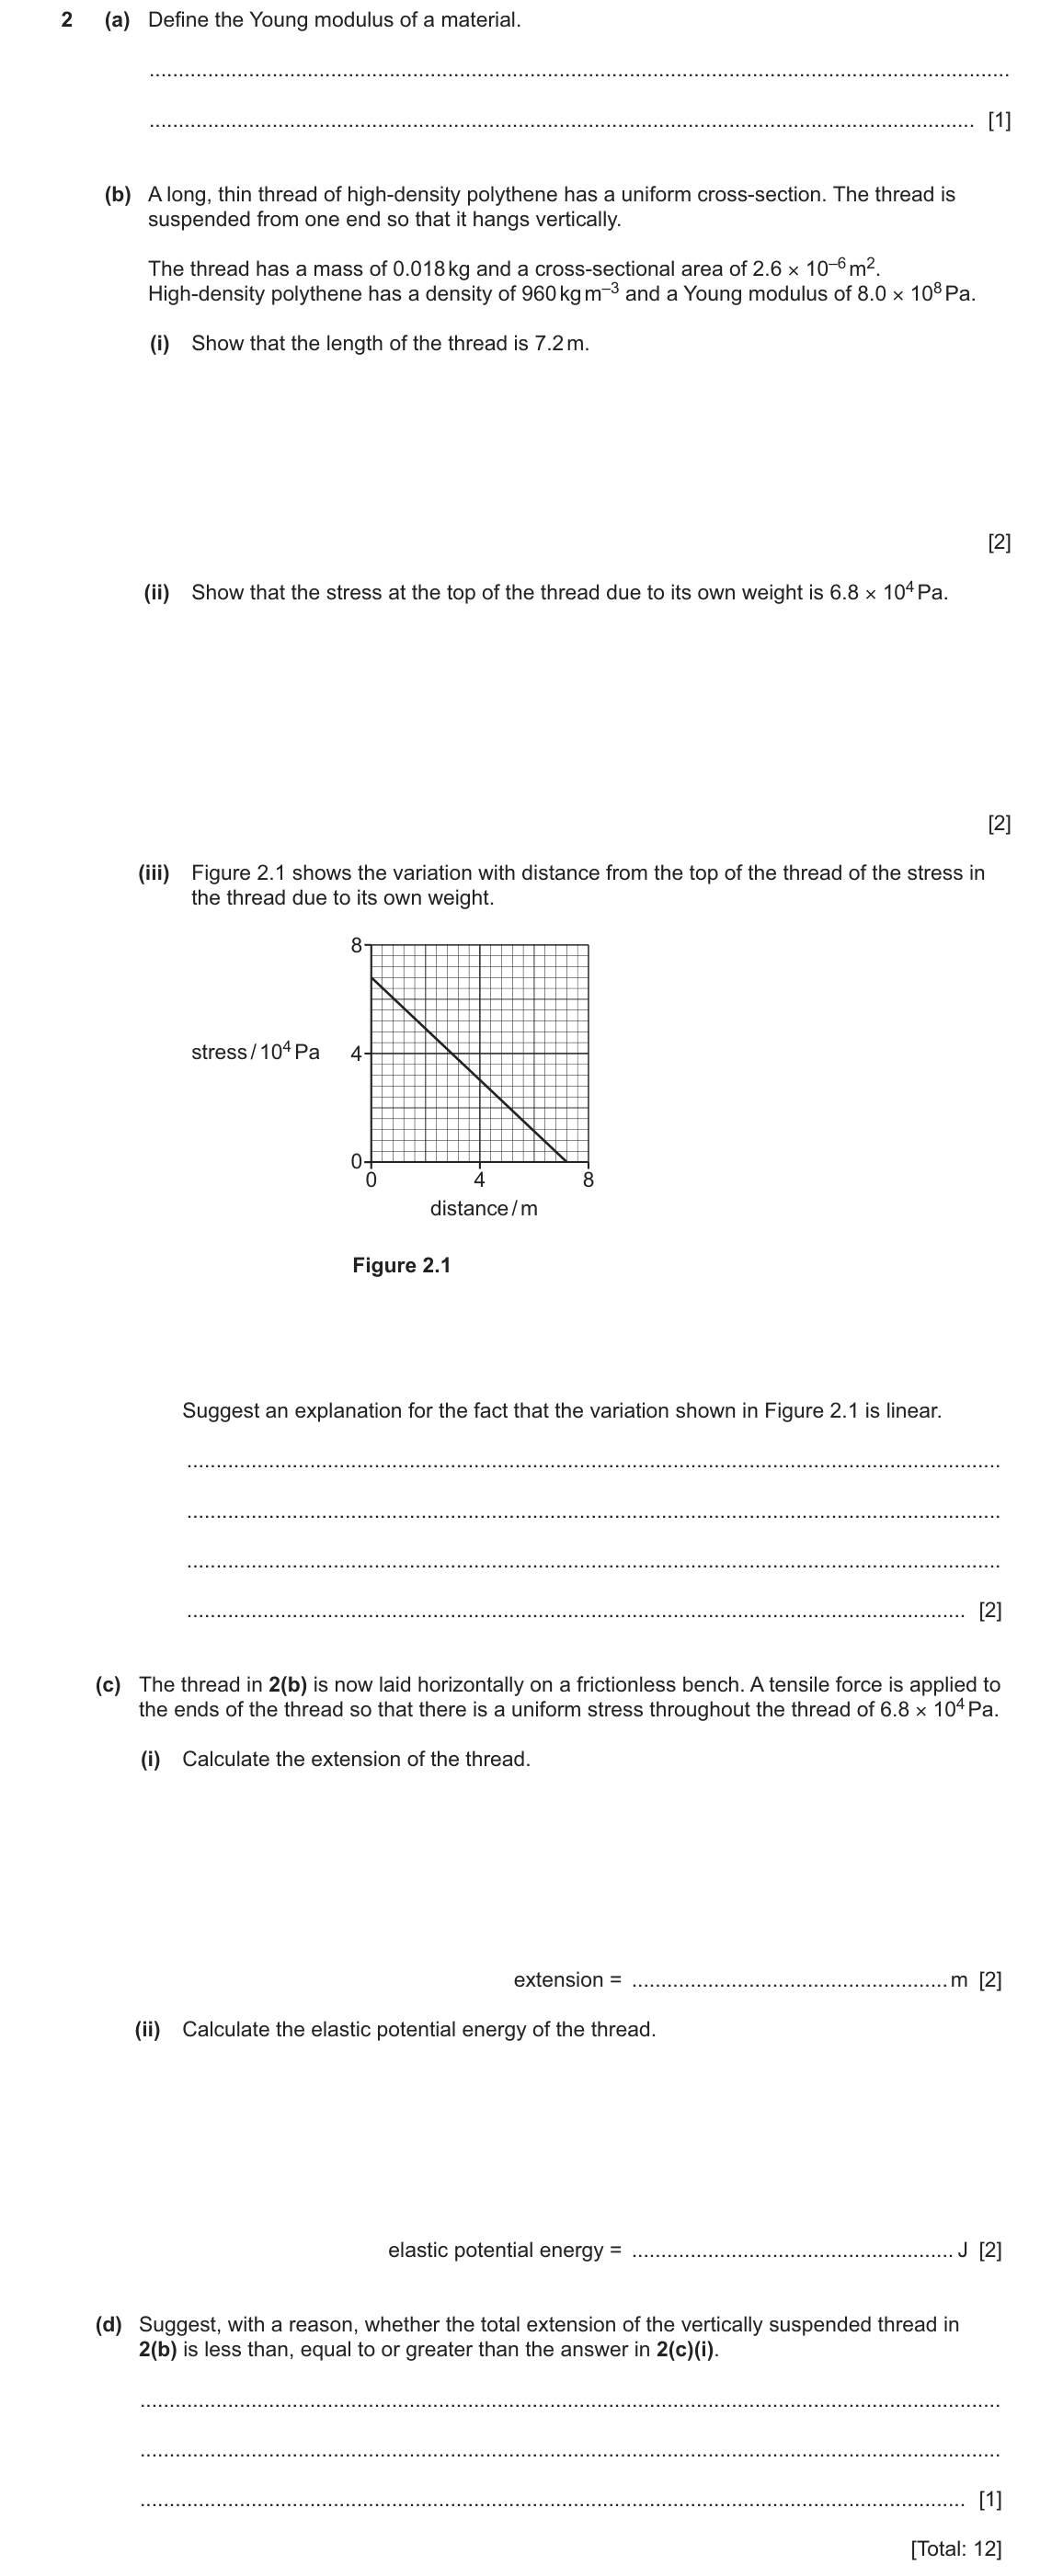 2 (a) Define the Young modulus of a material.
[1]
(b) A long, thin thread of high-density polythene has a uniform cross-section. The thread is
suspended from one end so that it hangs vertically.
The thread has a mass of 0.018 kg and a cross-sectional area of 2.6 × 10⁻⁶ m².
High-density polythene has a density of 960 kg m⁻³ and a Young modulus of 8.0 × 10⁸ Pa.
(i) Show that the length of the thread is 7.2 m.
[2]
(ii) Show that the stress at the top of the thread due to its own weight is 6.8 × 10⁴ Pa.
[2]
(iii) Figure 2.1 shows the variation with distance from the top of the thread of the stress in
the thread due to its own weight.
8
stress / 10⁴ Pa 4
0
0 4 8
distance / m
Figure 2.1
Suggest an explanation for the fact that the variation shown in Figure 2.1 is linear.
[2]
(c) The thread in 2(b) is now laid horizontally on a frictionless bench. A tensile force is applied to
the ends of the thread so that there is a uniform stress throughout the thread of 6.8 × 10⁴ Pa.
(i) Calculate the extension of the thread.
extension = ...................................................... m [2]
(ii) Calculate the elastic potential energy of the thread.
elastic potential energy = ...................................................... J [2]
(d) Suggest, with a reason, whether the total extension of the vertically suspended thread in
2(b) is less than, equal to or greater than the answer in 2(c)(i).
[1]
[Total: 12]